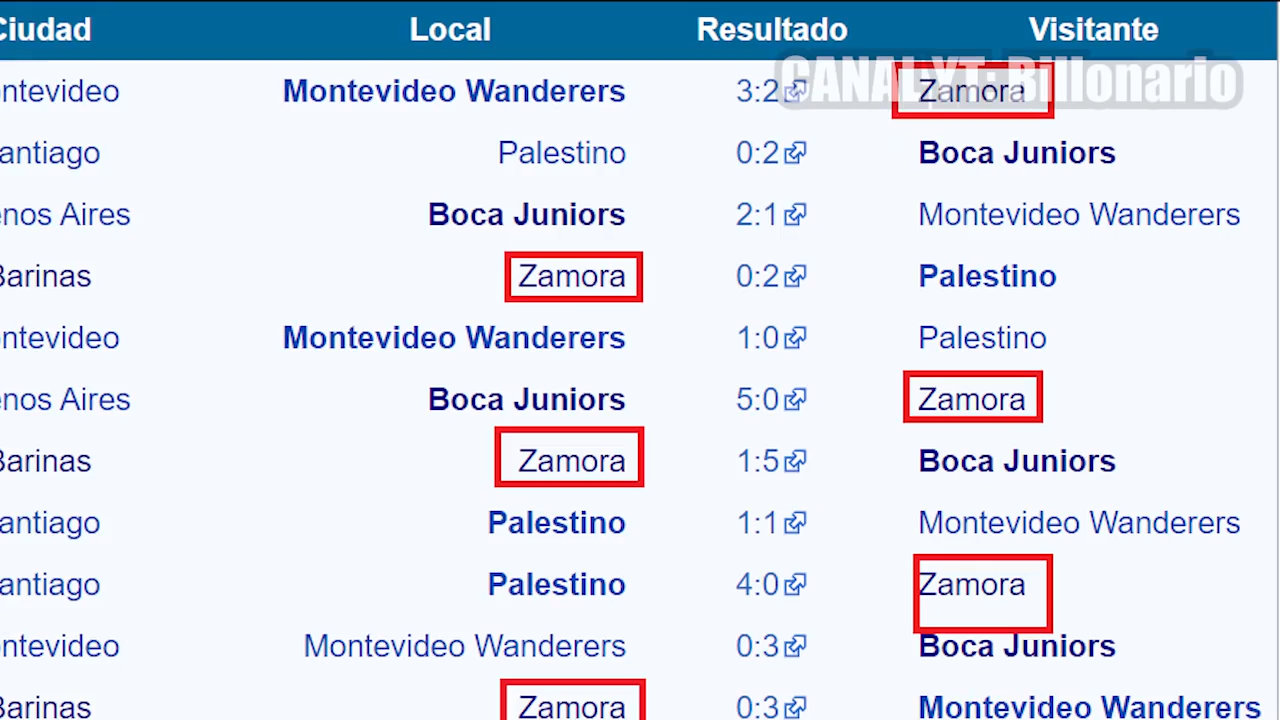 Ciudad Local Resultado Visitante
CANAL YT: Billonario
ntevideo Montevideo Wanderers 3:2 Zamora
antiago Palestino 0:2 Boca Juniors
enos Aires Boca Juniors 2:1 Montevideo Wanderers
Barinas Zamora 0:2 Palestino
ntevideo Montevideo Wanderers 1:0 Palestino
enos Aires Boca Juniors 5:0 Zamora
Barinas Zamora 1:5 Boca Juniors
antiago Palestino 1:1 Montevideo Wanderers
antiago Palestino 4:0 Zamora
ntevideo Montevideo Wanderers 0:3 Boca Juniors
Barinas Zamora 0:3 Montevideo Wanderers